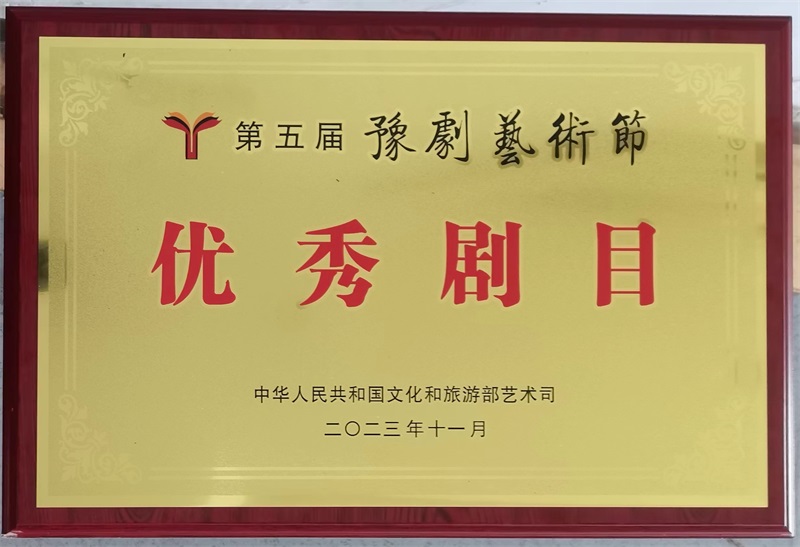 第五届 豫劇藝術節
优秀剧目
中华人民共和国文化和旅游部艺术司
二〇二三年十一月